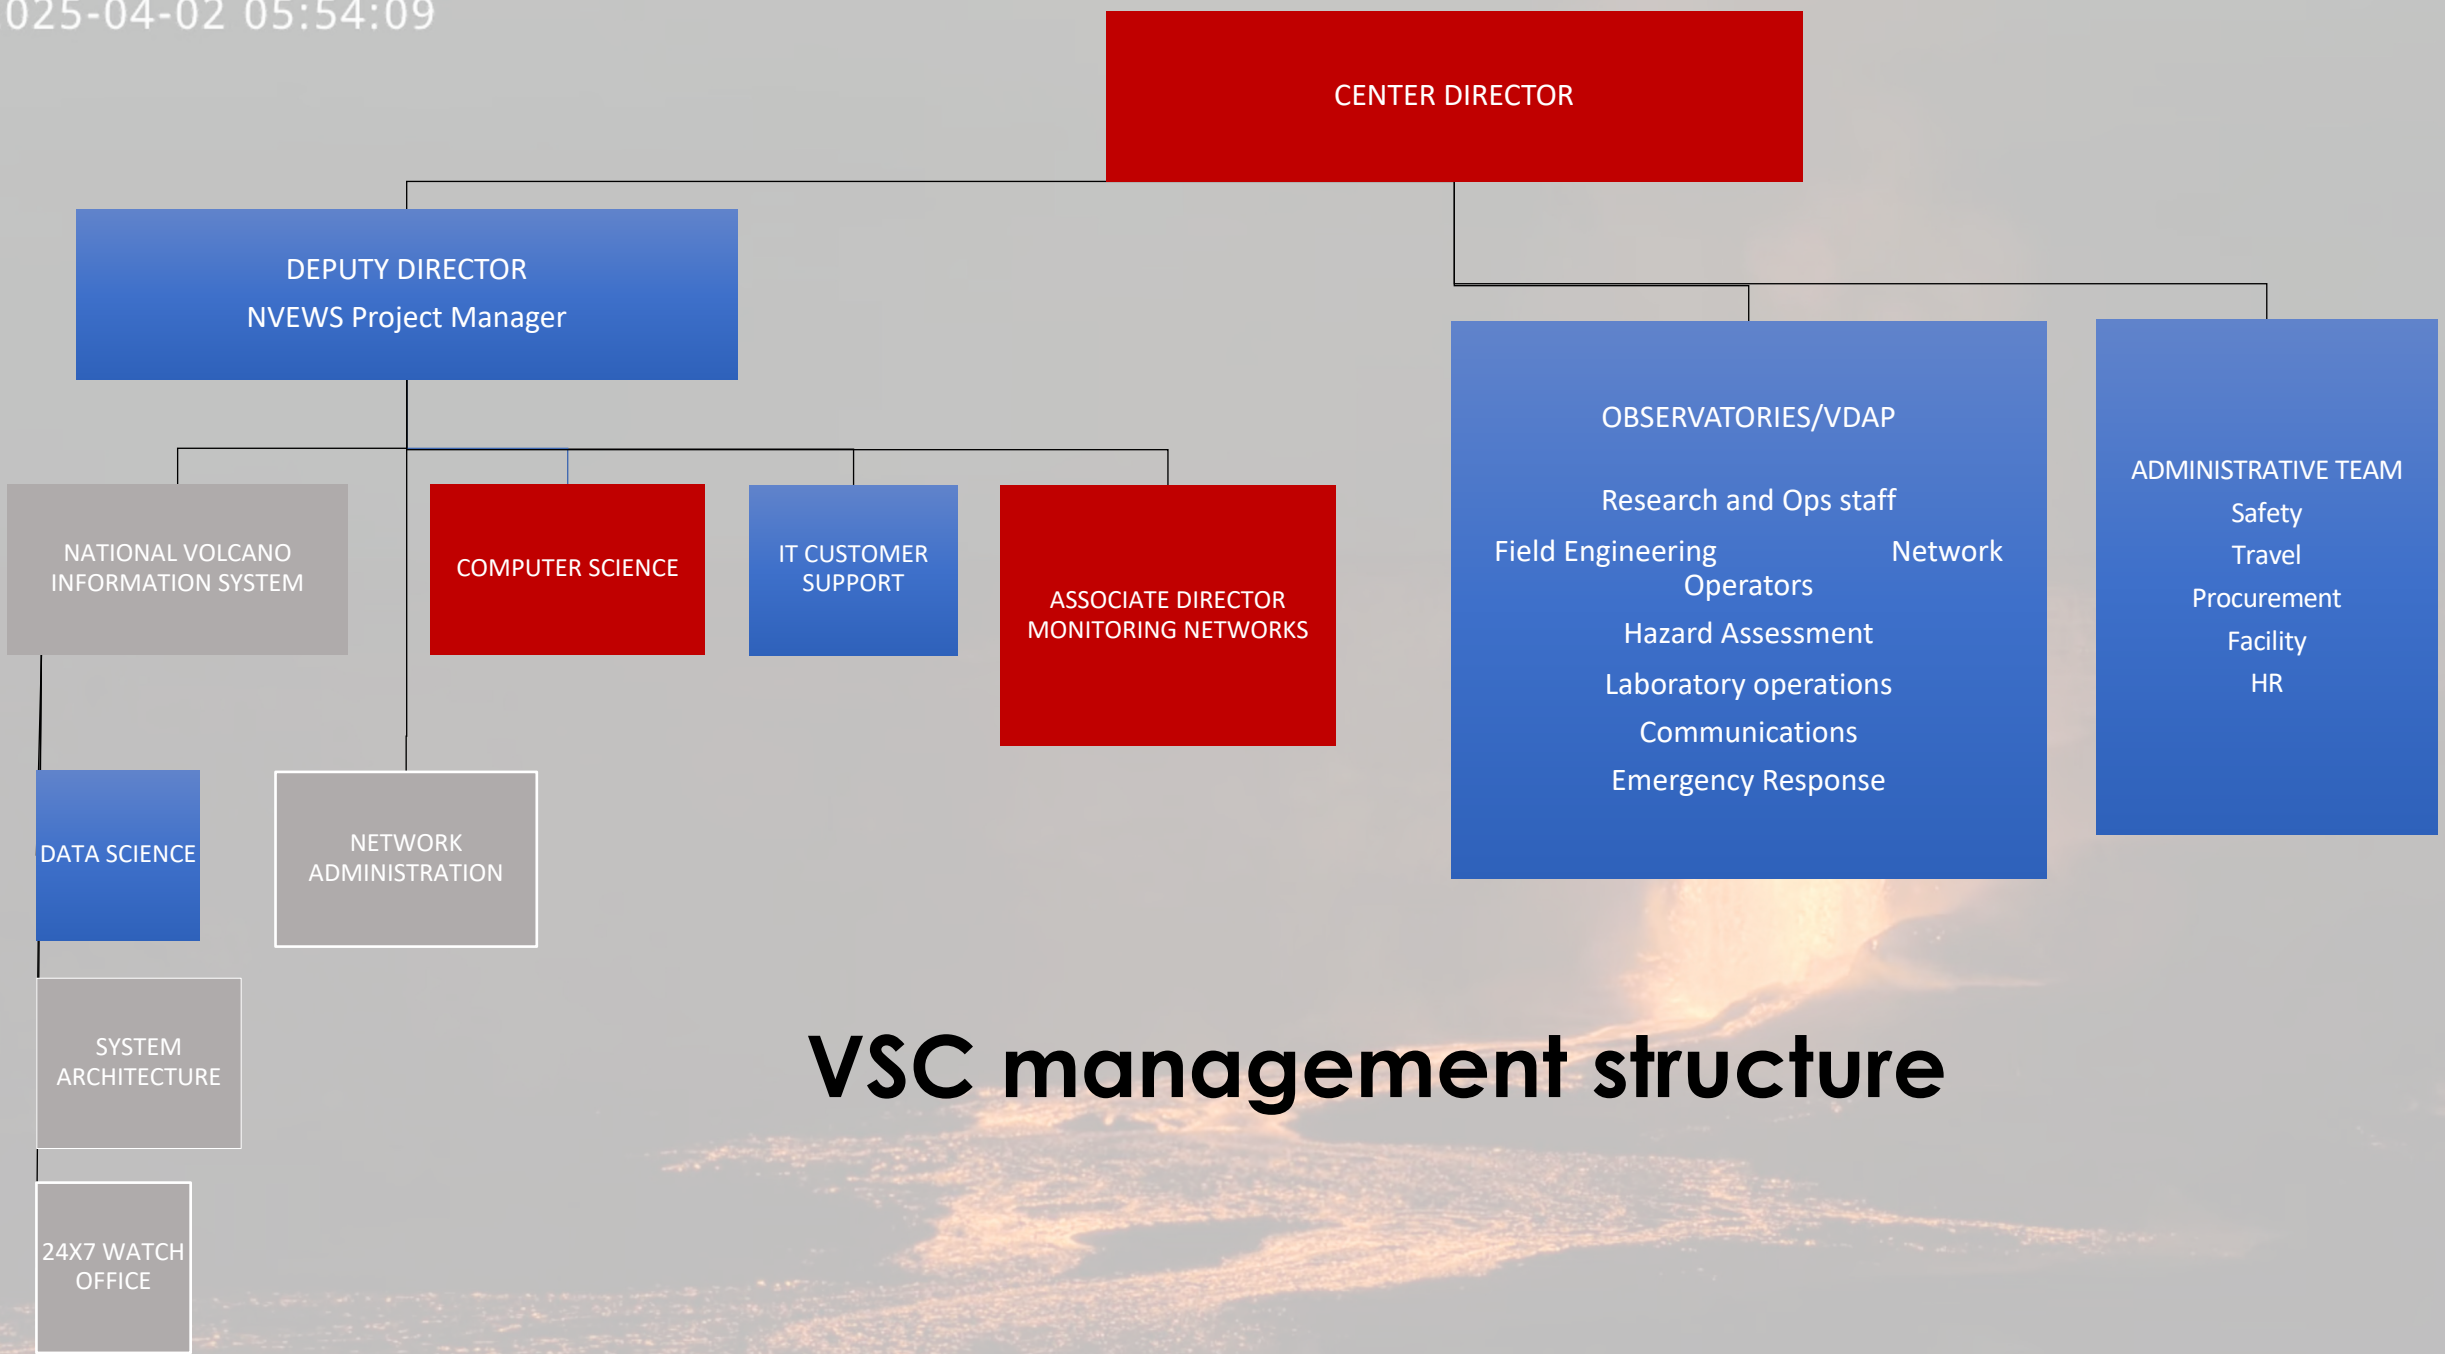 025-04-02 05:54:09
CENTER DIRECTOR
DEPUTY DIRECTOR
NVEWS Project Manager
OBSERVATORIES/VDAP
Research and Ops staff
Field Engineering Network
Operators
Hazard Assessment
Laboratory operations
Communications
Emergency Response
ADMINISTRATIVE TEAM
Safety
Travel
Procurement
Facility
HR
NATIONAL VOLCANO
INFORMATION SYSTEM
COMPUTER SCIENCE
IT CUSTOMER
SUPPORT
ASSOCIATE DIRECTOR
MONITORING NETWORKS
DATA SCIENCE
NETWORK
ADMINISTRATION
SYSTEM
ARCHITECTURE
24X7 WATCH
OFFICE
VSC management structure